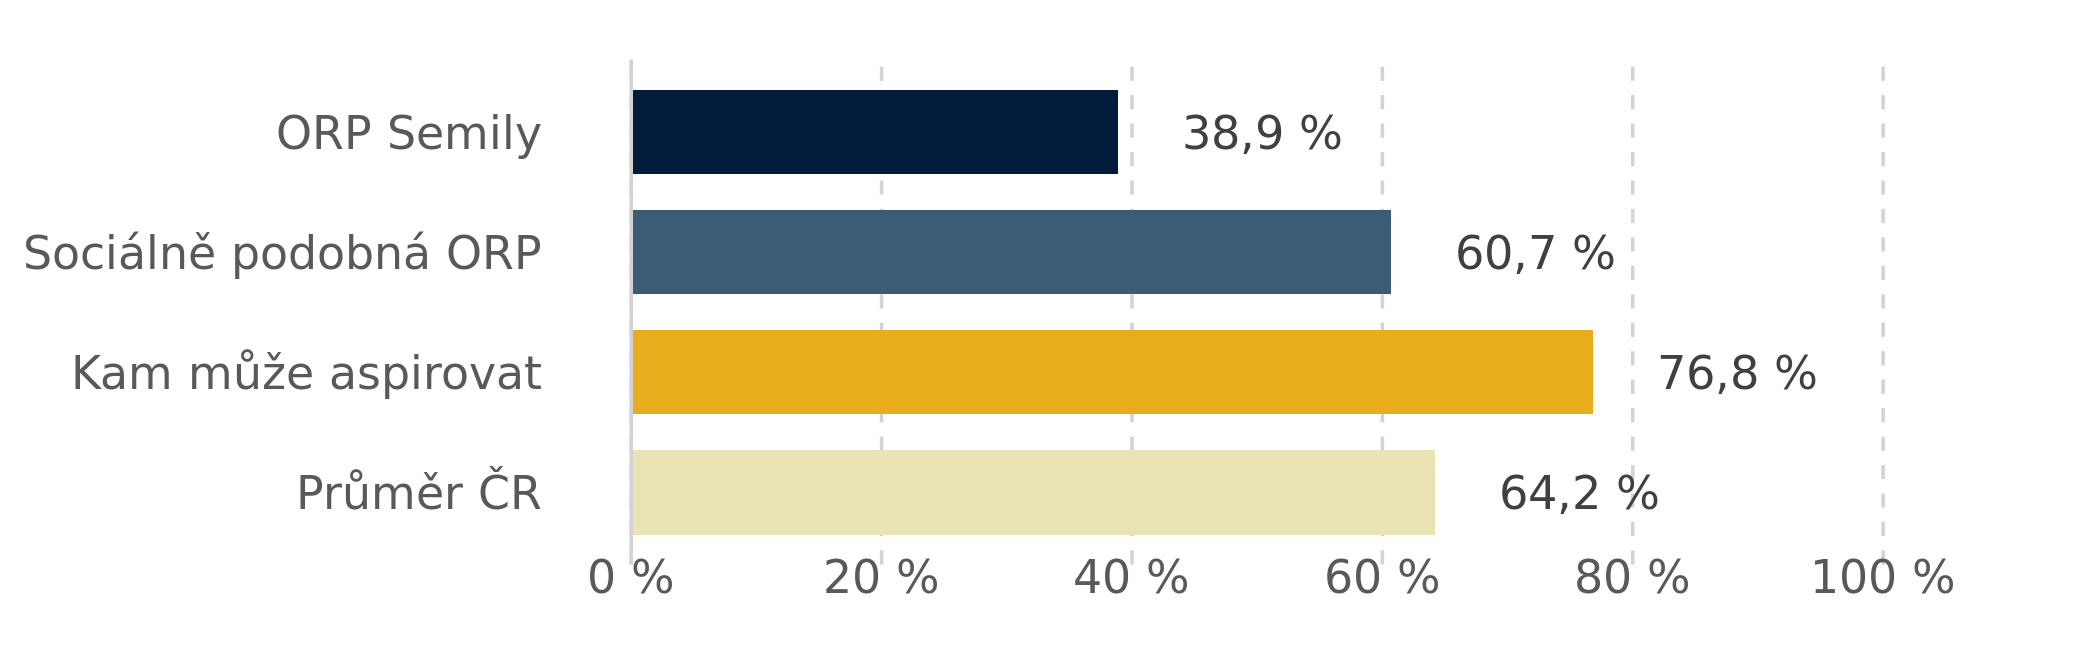 ORP Semily 38,9 %
Sociálně podobná ORP 60,7 %
Kam může aspirovat 76,8 %
Průměr ČR 64,2 %
0 % 20 % 40 % 60 % 80 % 100 %